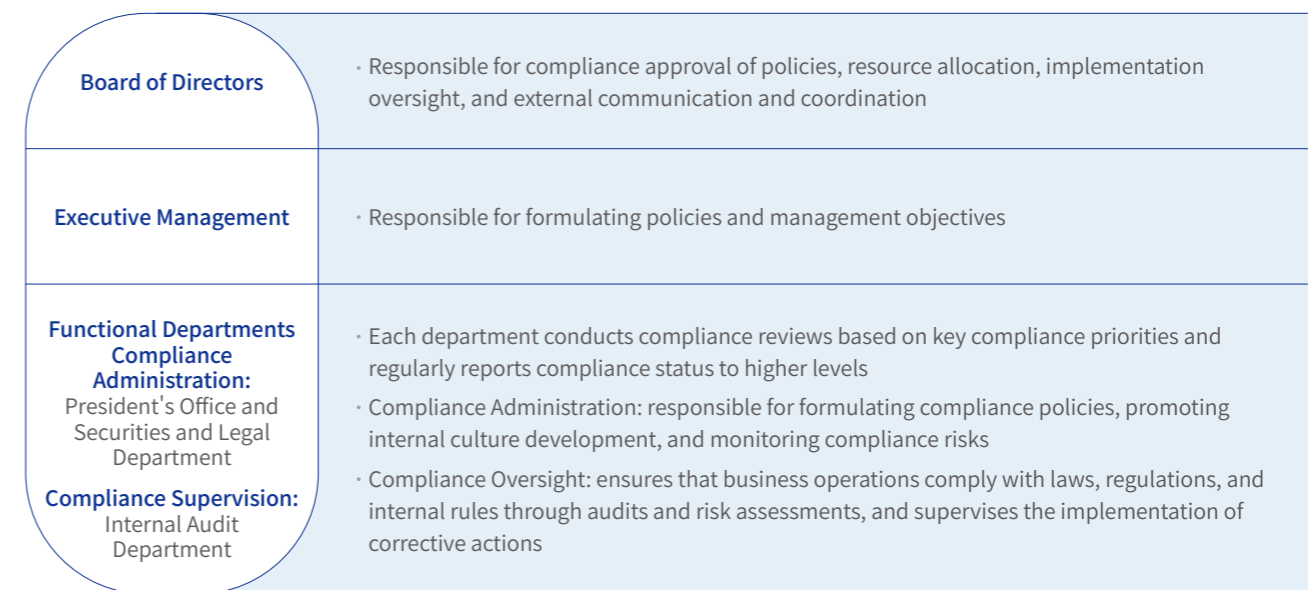 Board of Directors
· Responsible for compliance approval of policies, resource allocation, implementation
oversight, and external communication and coordination
Executive Management
· Responsible for formulating policies and management objectives
Functional Departments
Compliance
Administration:
President's Office and
Securities and Legal
Department
Compliance Supervision:
Internal Audit
Department
· Each department conducts compliance reviews based on key compliance priorities and
regularly reports compliance status to higher levels
· Compliance Administration: responsible for formulating compliance policies, promoting
internal culture development, and monitoring compliance risks
· Compliance Oversight: ensures that business operations comply with laws, regulations, and
internal rules through audits and risk assessments, and supervises the implementation of
corrective actions